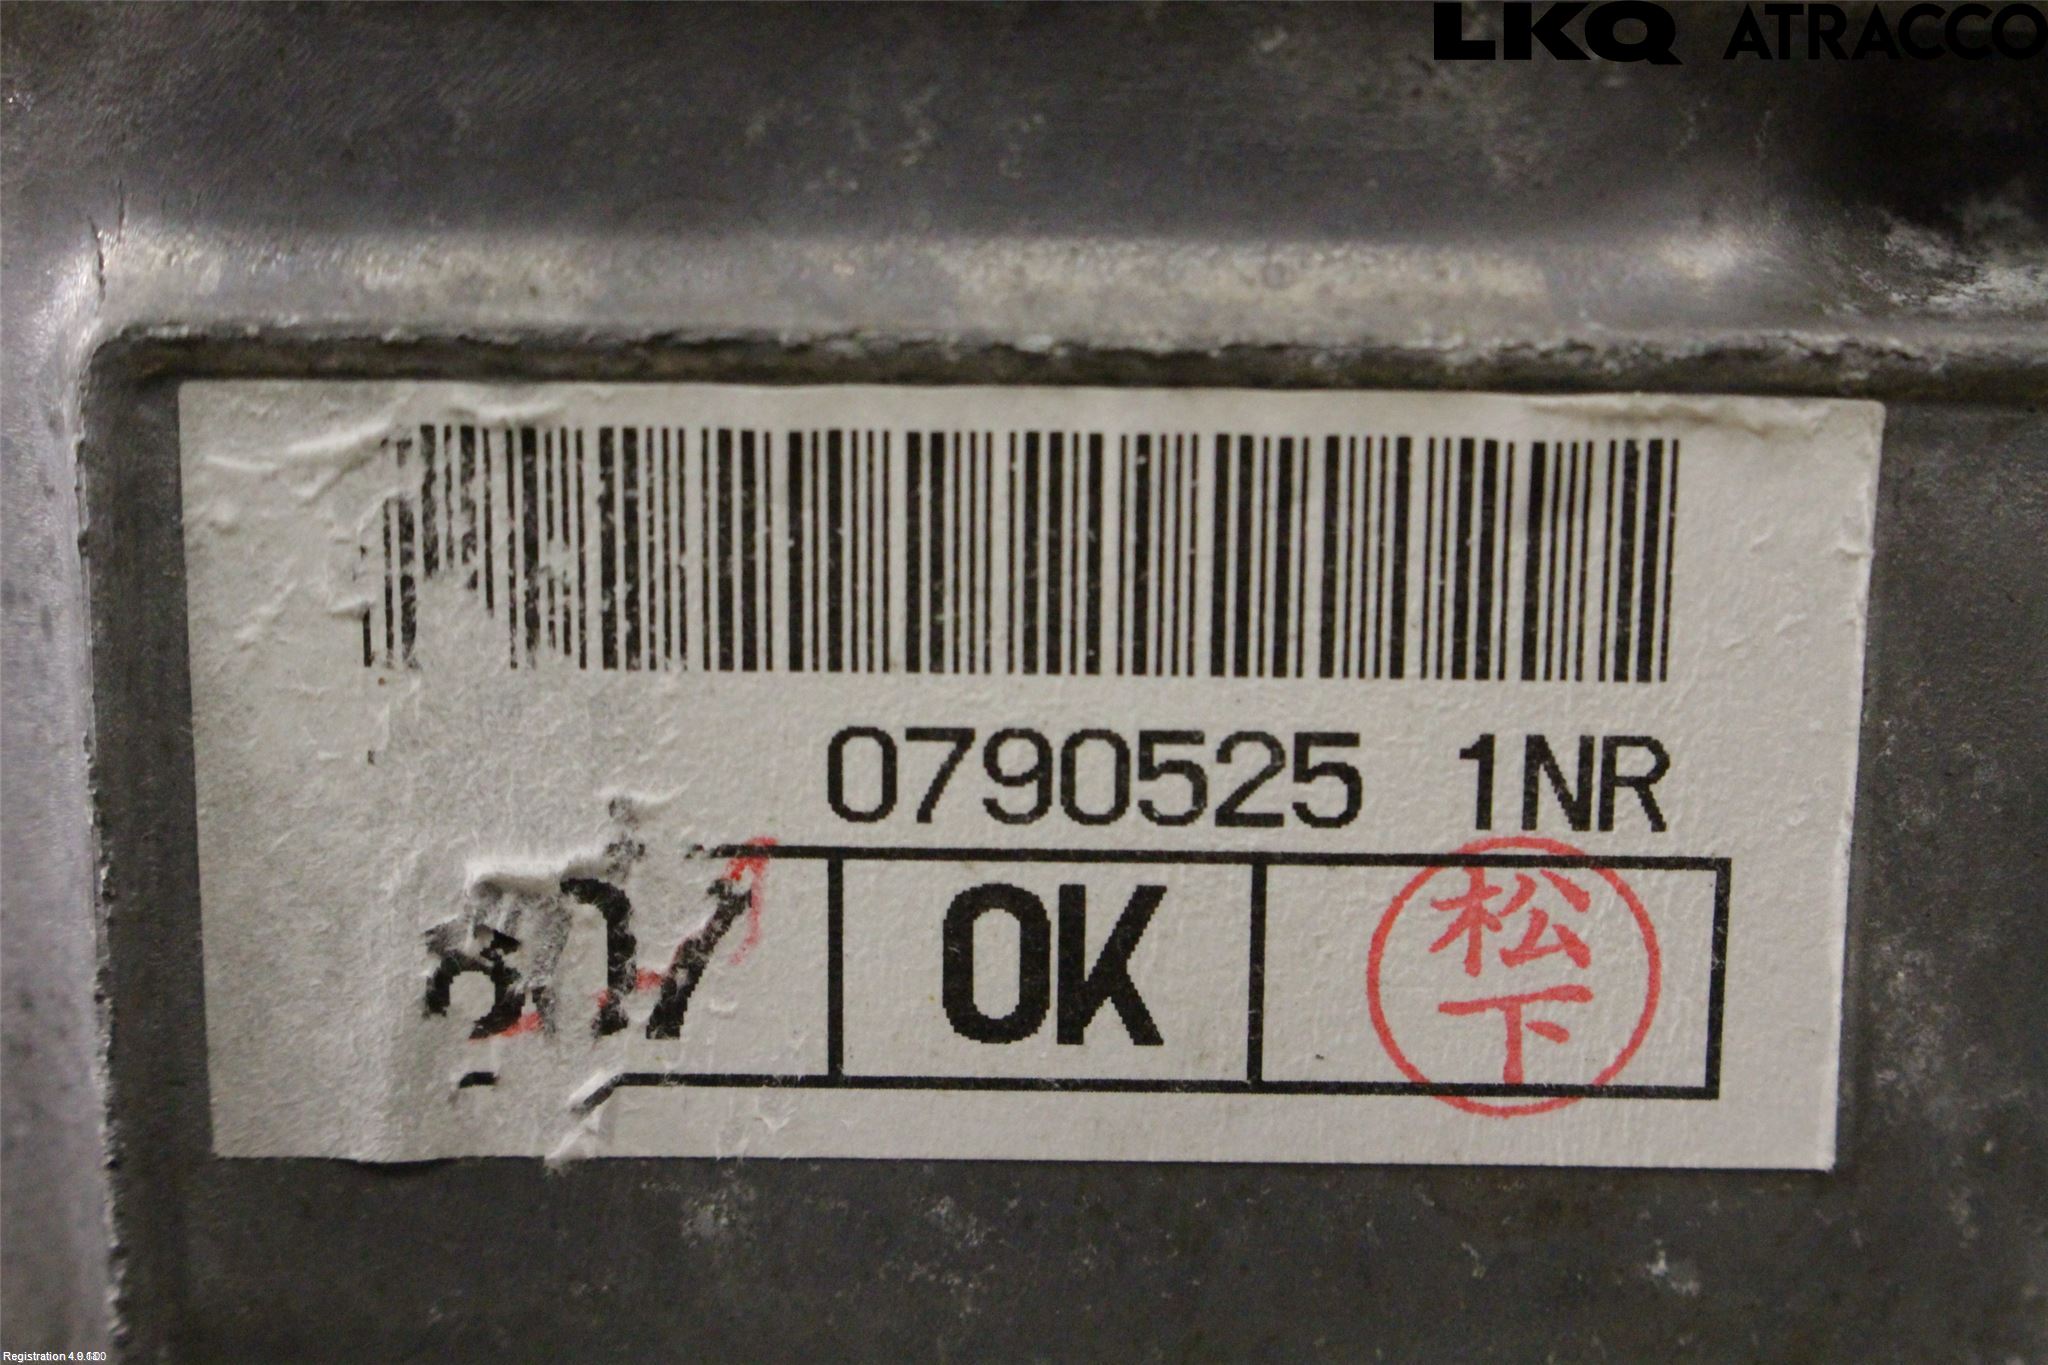 LKQ ATRACCO
0790525 1NR
OK
松
下